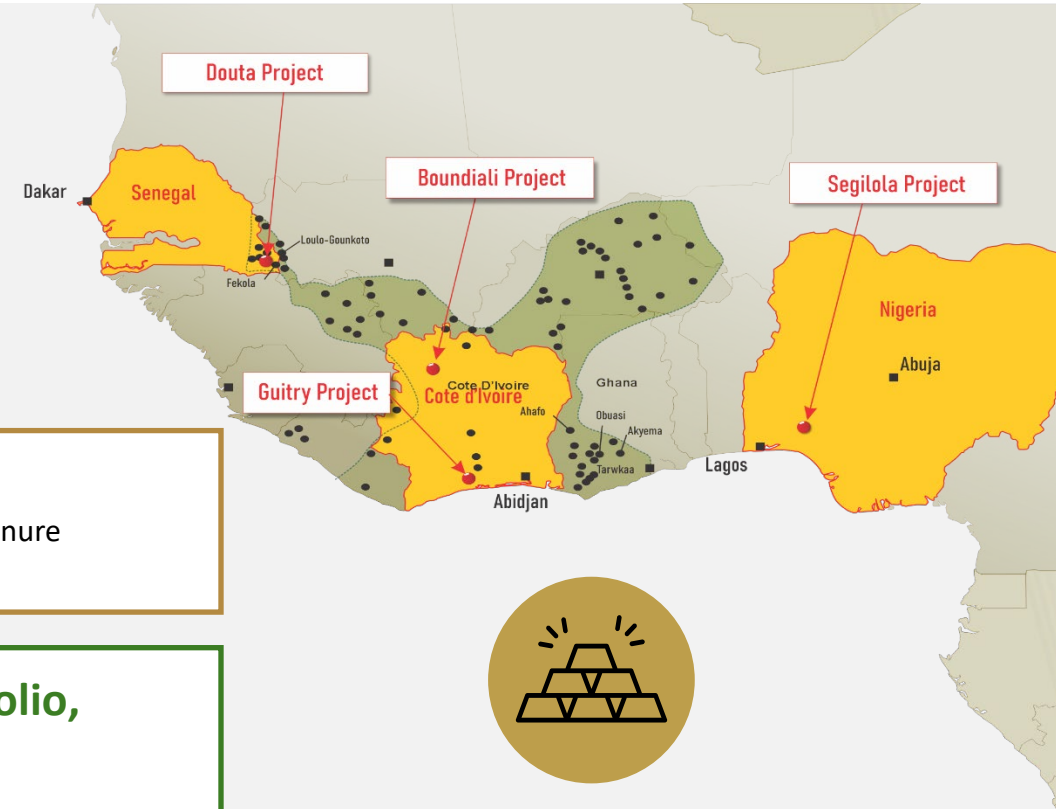 Douta Project
Boundiali Project
Segilola Project
Dakar
Senegal
Loulo-Gounkoto
Fekola
Nigeria
Abuja
Guitry Project
Cote D'Ivoire
Cote d'Ivoire
Ghana
Ahafo
Obuasi
Akyema
Tarwkaa
Lagos
Abidjan
nure
olio,